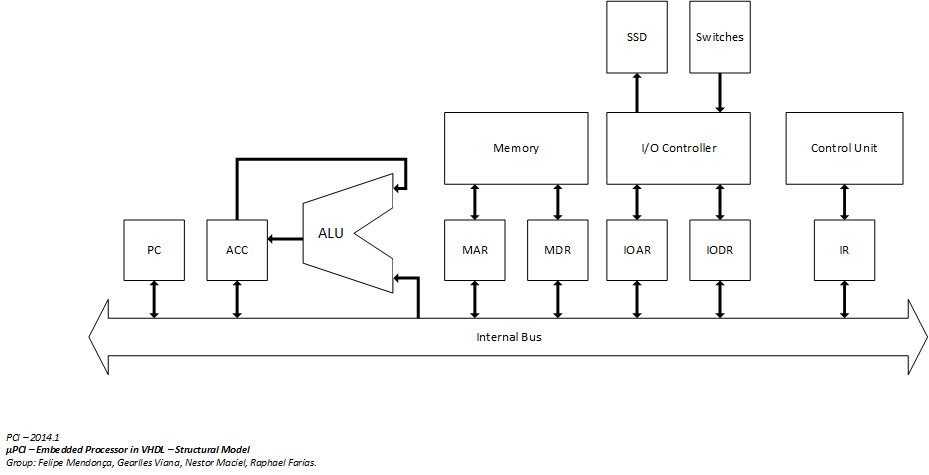 SSD
Switches
Memory
I/O Controller
Control Unit
ALU
PC
ACC
MAR
MDR
IOAR
IODR
IR
Internal Bus
PCI – 2014.1
µPCI – Embedded Processor in VHDL – Structural Model
Group: Felipe Mendonça, Gearlles Viana, Nestor Maciel, Raphael Farias.